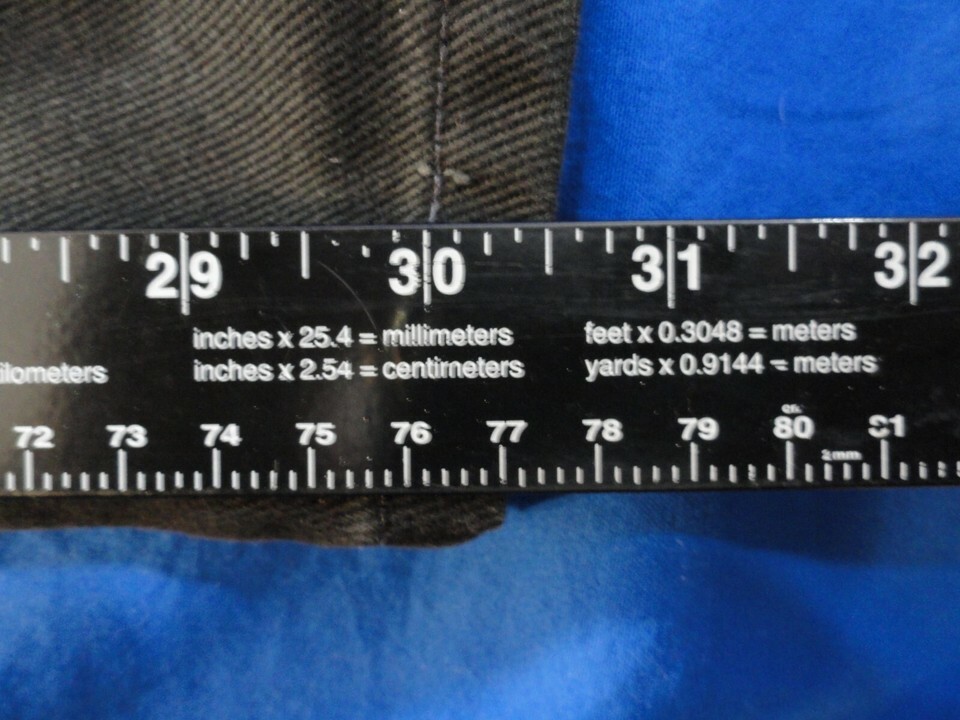 29 30 31 32
inches x 25.4 = millimeters feet x 0.3048 = meters
ilometers inches x 2.54 = centimeters yards x 0.9144 = meters
72 73 74 75 76 77 78 79 80 81
2mm